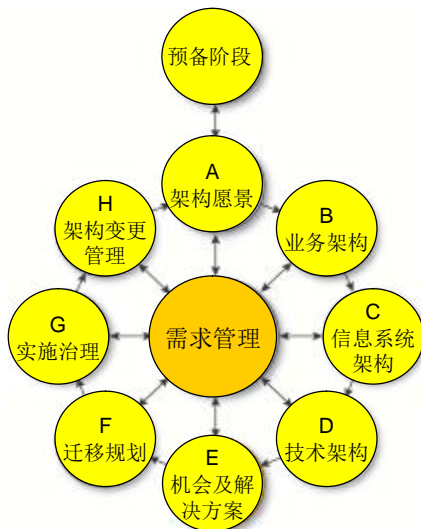 预备阶段
A
架构愿景
B
业务架构
H
架构变更
管理
C
信息系统
架构
需求管理
G
实施治理
D
技术架构
F
迁移规划
E
机会及解
决方案